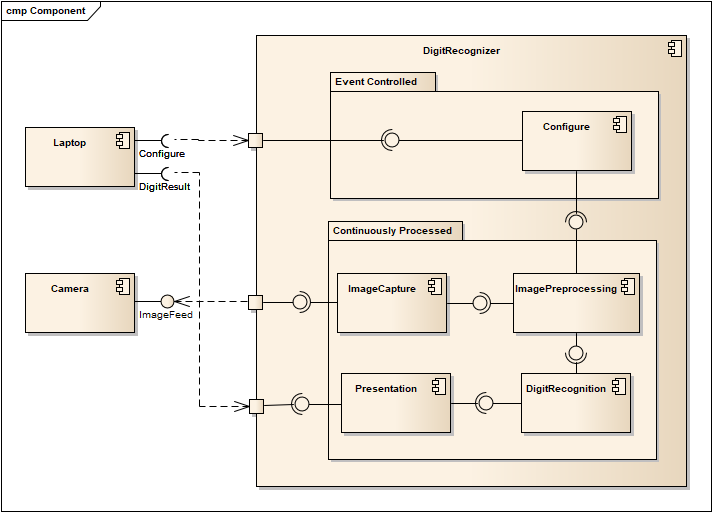 cmp Component
DigitRecognizer
Event Controlled
Configure
Laptop
Configure
DigitResult
Continuously Processed
Camera
ImageFeed
ImageCapture
ImagePreprocessing
Presentation
DigitRecognition